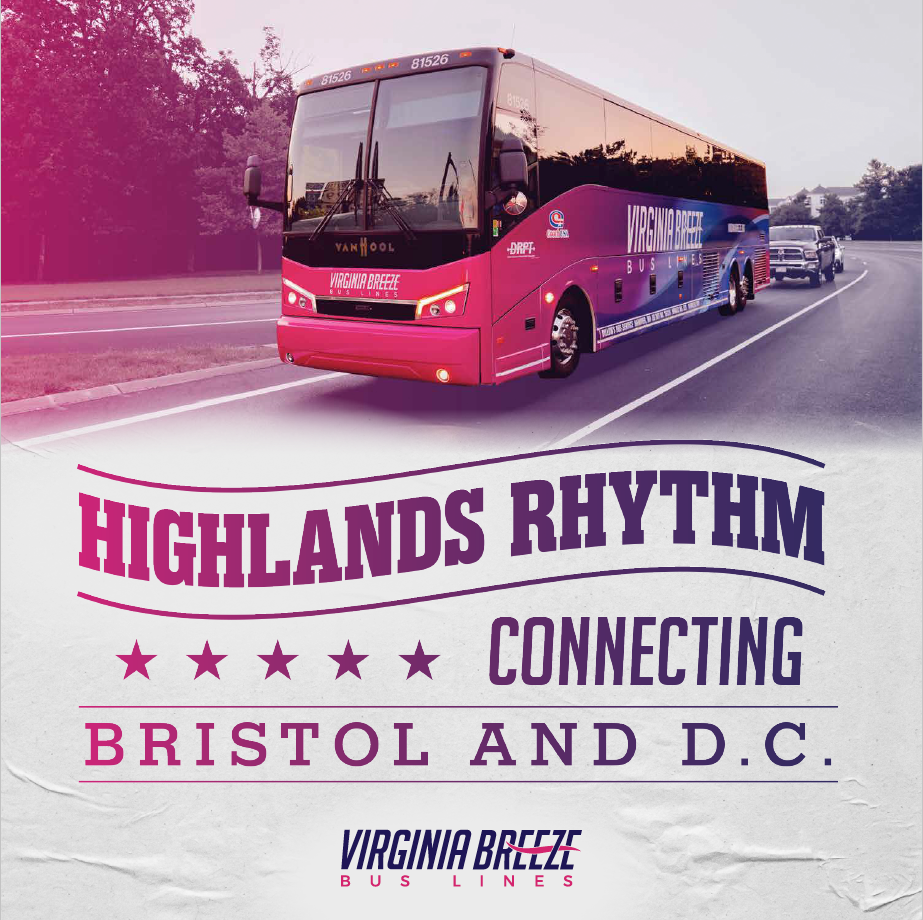 81526 81526
81526
VANHOOL
DRPT
VIRGINIA BREEZE
BUS LINES
VIRGINIA BREEZE
BUS LINES
HIGHLANDS RHYTHM
★★★★★ CONNECTING
BRISTOL AND D.C.
VIRGINIA BREEZE
BUS LINES